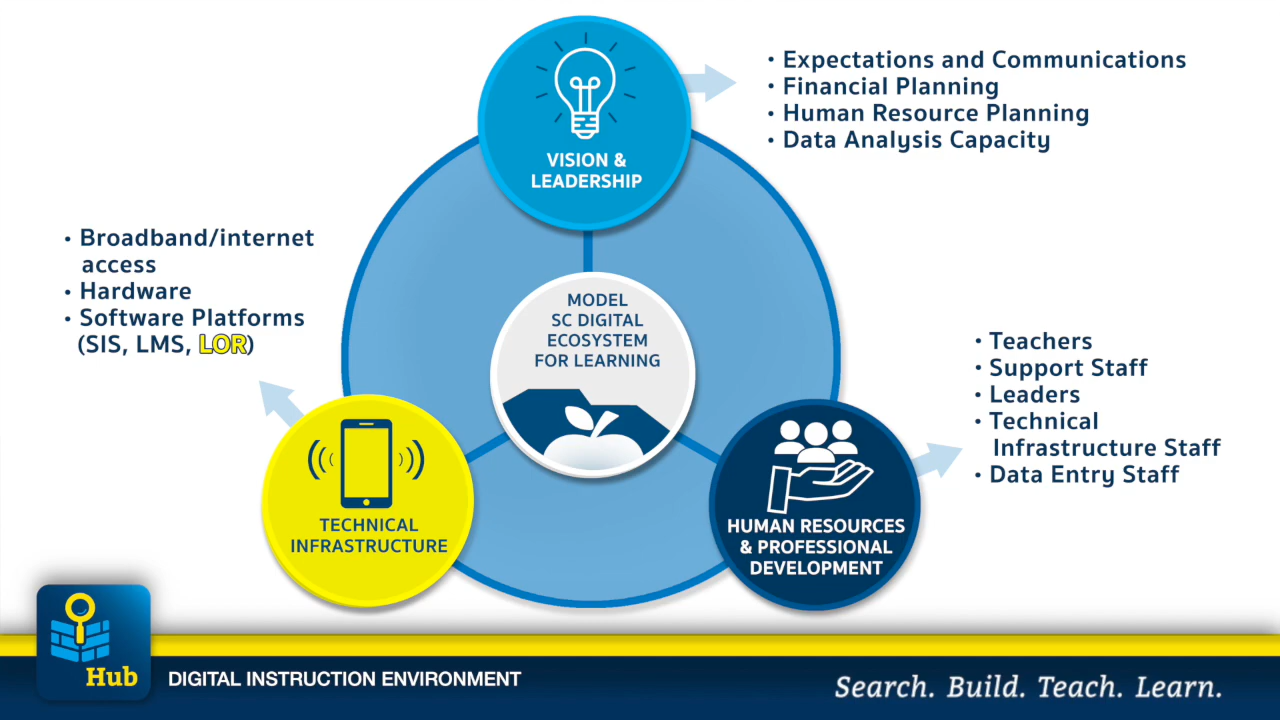 VISION &
LEADERSHIP
• Expectations and Communications
• Financial Planning
• Human Resource Planning
• Data Analysis Capacity
• Broadband/internet
access
• Hardware
• Software Platforms
(SIS, LMS, LOR)
MODEL
SC DIGITAL
ECOSYSTEM
FOR LEARNING
• Teachers
• Support Staff
• Leaders
• Technical
Infrastructure Staff
• Data Entry Staff
TECHNICAL
INFRASTRUCTURE
HUMAN RESOURCES
& PROFESSIONAL
DEVELOPMENT
Hub
DIGITAL INSTRUCTION ENVIRONMENT
Search. Build. Teach. Learn.